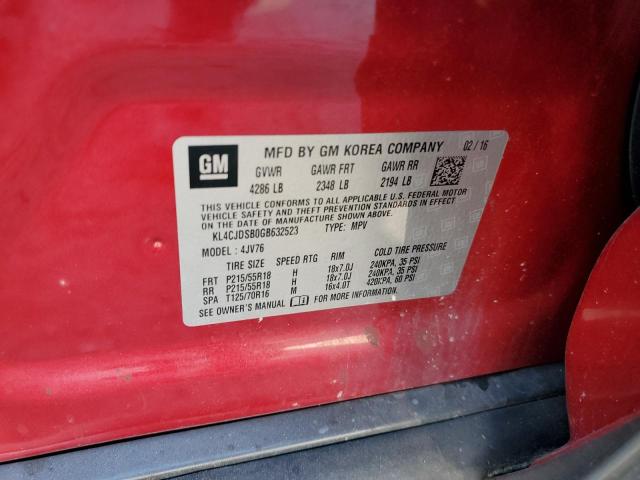 GM
MFD BY GM KOREA COMPANY 02/16
GVWR GAWR FRT GAWR RR
4286 LB 2348 LB 2194 LB
THIS VEHICLE CONFORMS TO ALL APPLICABLE U.S. FEDERAL MOTOR
VEHICLE SAFETY AND THEFT PREVENTION STANDARDS IN EFFECT
ON THE DATE OF MANUFACTURE SHOWN ABOVE.
KL4CJDSB0GB632523 TYPE: MPV
MODEL: 4JV76
TIRE SIZE SPEED RTG RIM COLD TIRE PRESSURE
FRT P215/55R18 H 18x7.0J 240KPA, 35 PSI
RR P215/55R18 H 18x7.0J 240KPA, 35 PSI
SPA T125/70R16 M 16x4.0T 420KPA, 60 PSI
SEE OWNER'S MANUAL FOR MORE INFORMATION